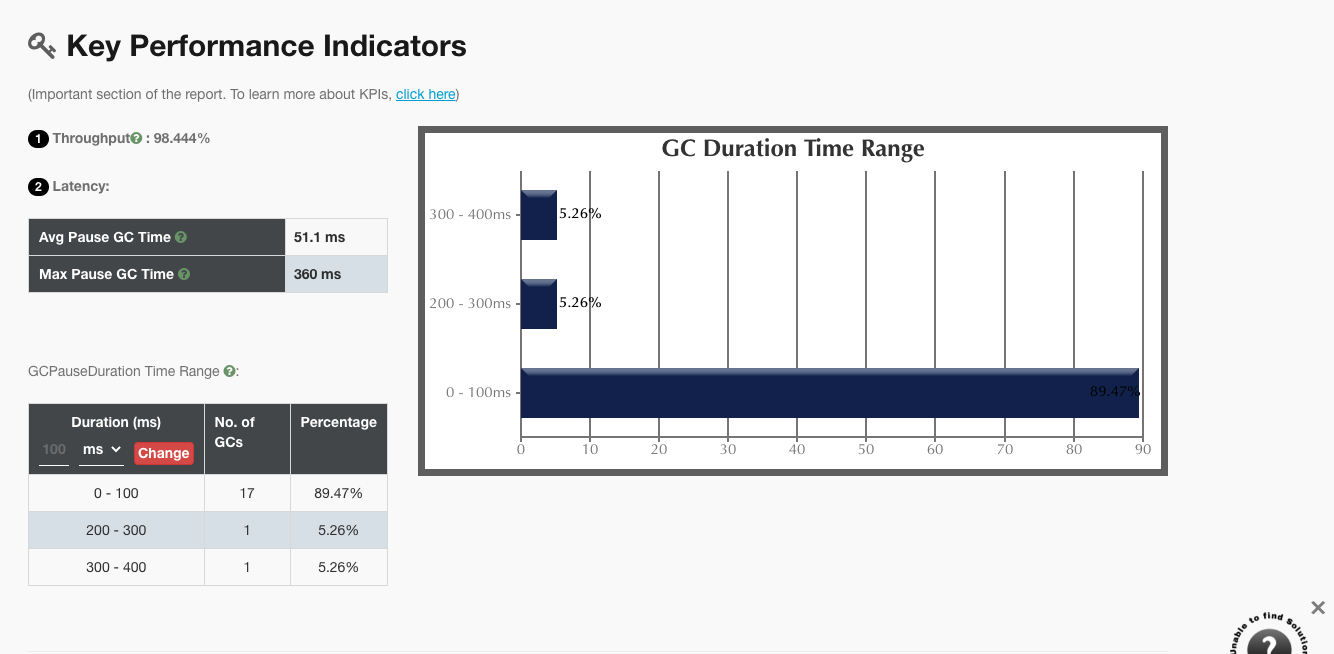 Key Performance Indicators
(Important section of the report. To learn more about KPIs, click here)
1 Throughput? : 98.444%
2 Latency:
Avg Pause GC Time ? 51.1 ms
Max Pause GC Time ? 360 ms
GCPauseDuration Time Range ?:
Duration (ms) No. of GCs Percentage
100 ms Change
0 - 100 17 89.47%
200 - 300 1 5.26%
300 - 400 1 5.26%
GC Duration Time Range
300 - 400ms 5.26%
200 - 300ms 5.26%
0 - 100ms 89.47%
0 10 20 30 40 50 60 70 80 90
Unable to find Solution
?